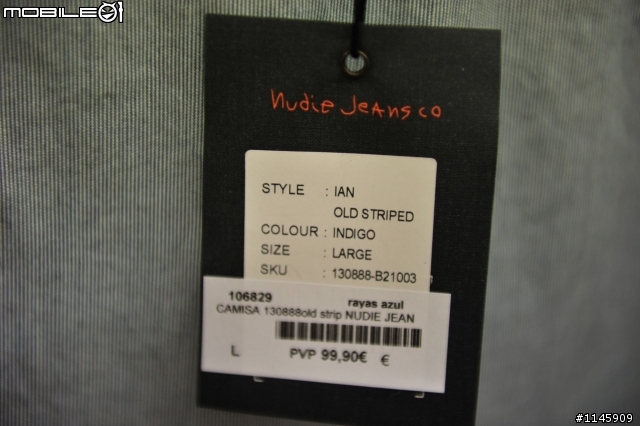 MOBILE01
nudie jeans co
STYLE : IAN
OLD STRIPED
COLOUR : INDIGO
SIZE : LARGE
SKU : 130888-B21003
106829 rayas azul
CAMISA 130888old strip NUDIE JEAN
L PVP 99,90€ €
#1145909